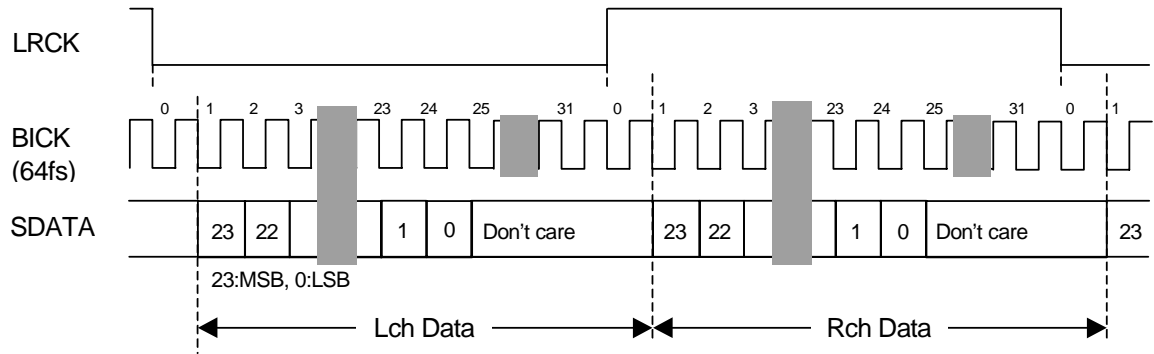 LRCK
0 1 2 3 23 24 25 31 0 1 2 3 23 24 25 31 0 1
BICK
(64fs)
SDATA 23 22 1 0 Don't care 23 22 1 0 Don't care 23
23:MSB, 0:LSB
Lch Data Rch Data